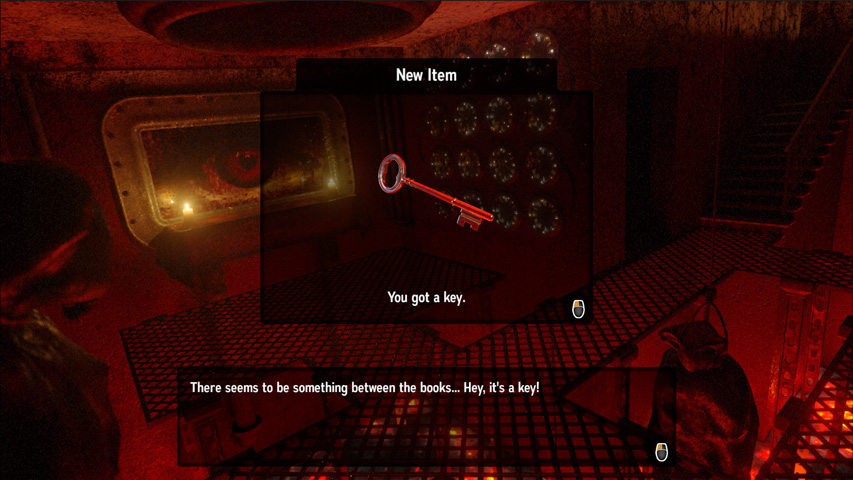 New Item
You got a key.
There seems to be something between the books... Hey, it's a key!